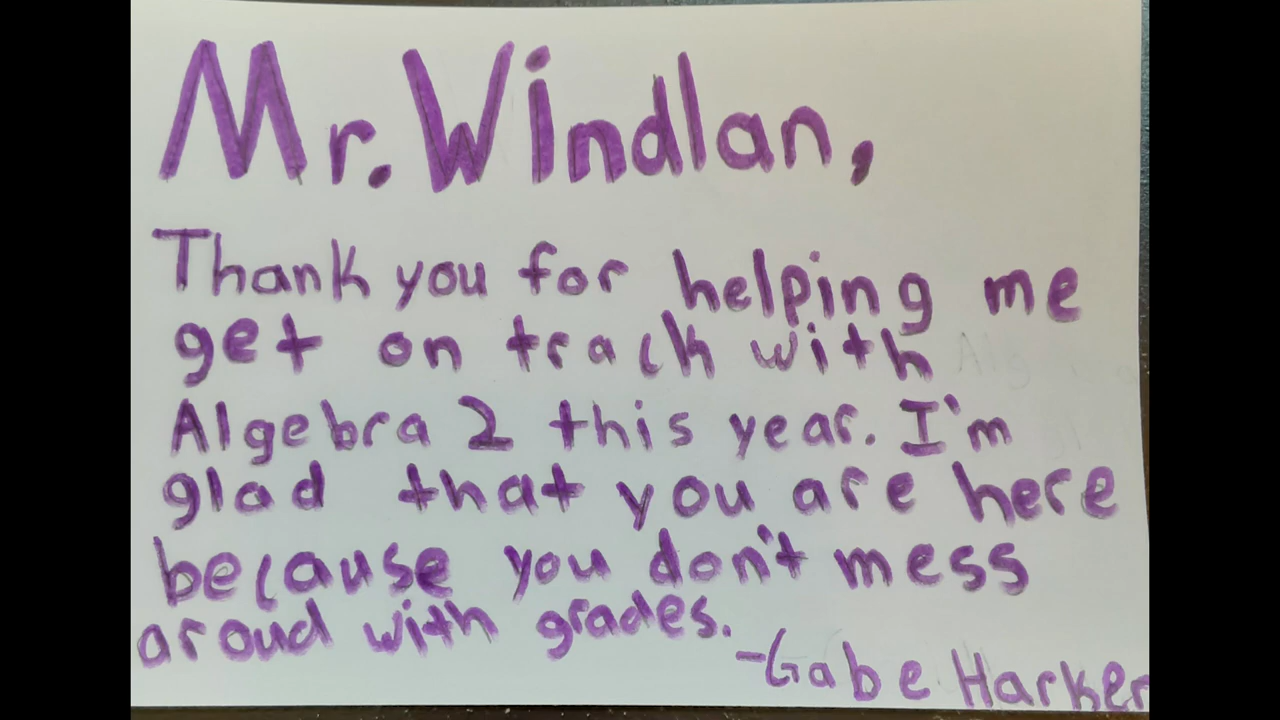 Mr. Windlan,
Thank you for helping me
get on track with
Algebra 2 this year. I'm
glad that you are here
because you don't mess
aroud with grades.
-Gabe Harker